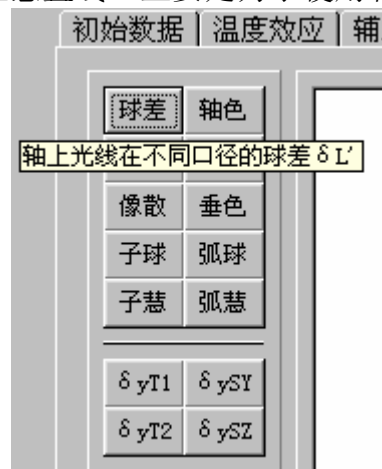 初始数据 温度效应 辅
球差 轴色
轴上光线在不同口径的球差δL′
像散 垂色
子球 弧球
子慧 弧慧
δyT1 δySY
δyT2 δySZ